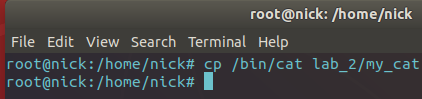 root@nick: /home/nick
File Edit View Search Terminal Help
root@nick:/home/nick# cp /bin/cat lab_2/my_cat
root@nick:/home/nick#